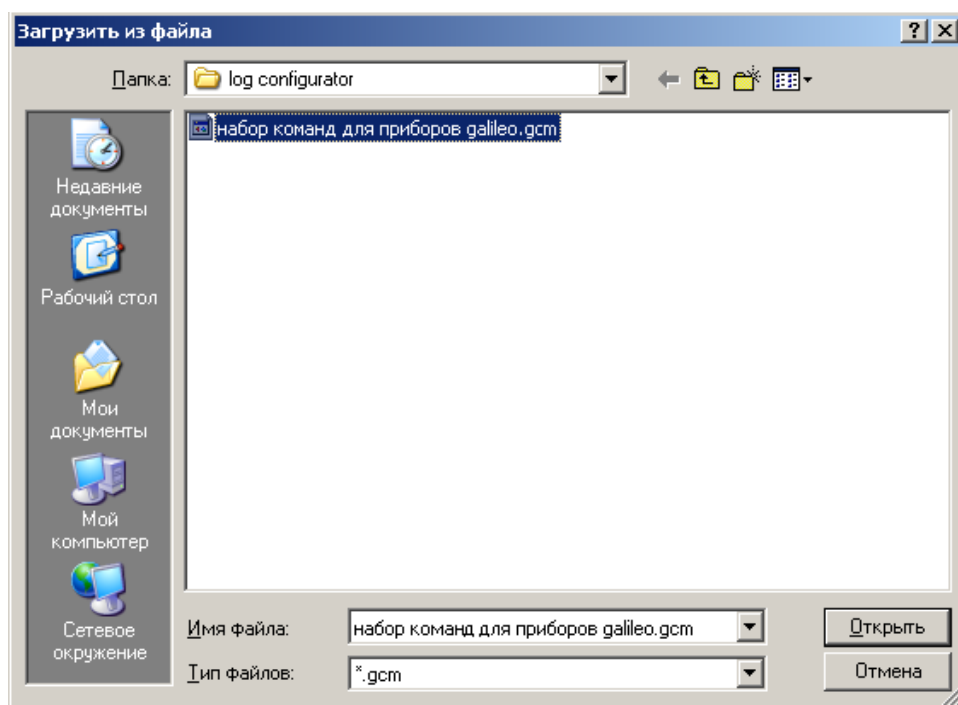 Загрузить из файла
Папка:
log configurator
набор команд для приборов galileo.gcm
Недавние
документы
Рабочий стол
Мои
документы
Мой
компьютер
Сетевое
окружение
Имя файла:
набор команд для приборов galileo.gcm
Открыть
Тип файлов:
*.gcm
Отмена